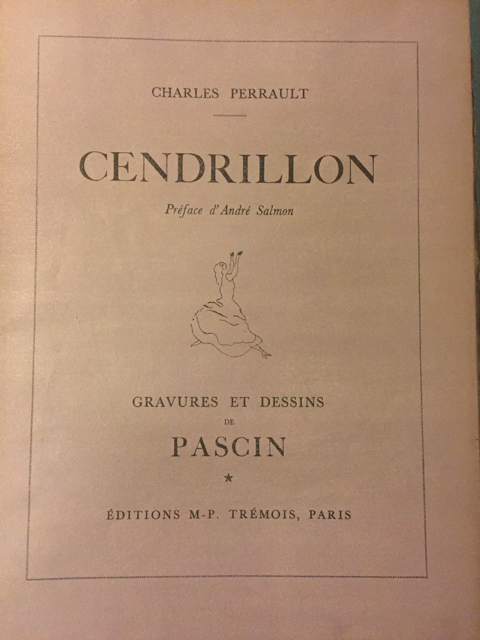 CHARLES PERRAULT
CENDRILLON
Préface d'André Salmon
GRAVURES ET DESSINS
DE
PASCIN
★
ÉDITIONS M-P. TRÉMOIS, PARIS